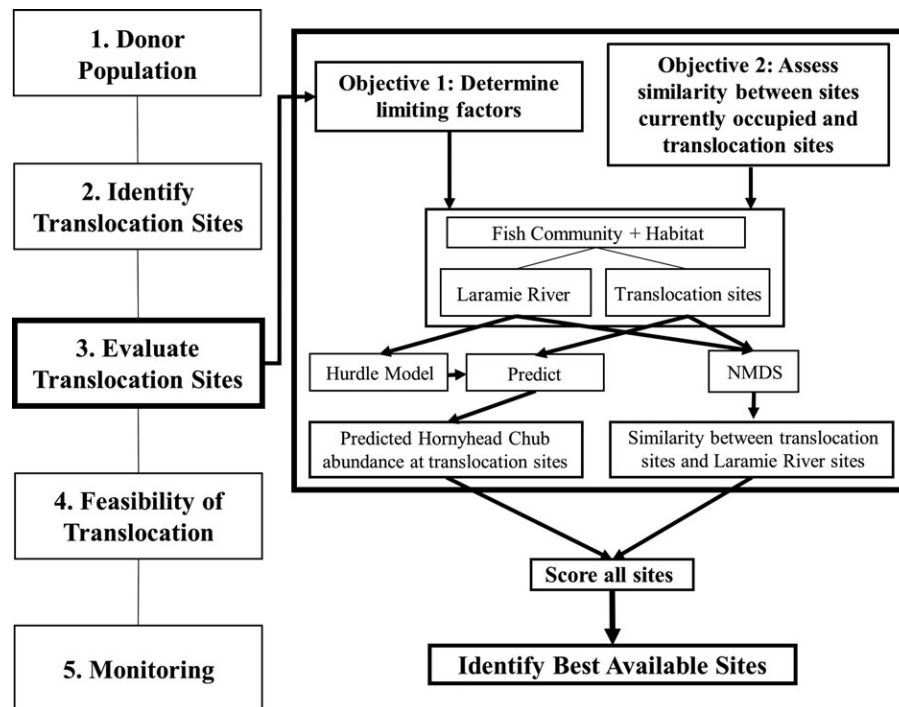 1. Donor
Population
2. Identify
Translocation Sites
3. Evaluate
Translocation Sites
4. Feasibility of
Translocation
5. Monitoring
Objective 1: Determine
limiting factors
Objective 2: Assess
similarity between sites
currently occupied and
translocation sites
Fish Community + Habitat
Laramie River
Translocation sites
Hurdle Model
Predict
NMDS
Predicted Hornyhead Chub
abundance at translocation sites
Similarity between translocation
sites and Laramie River sites
Score all sites
Identify Best Available Sites